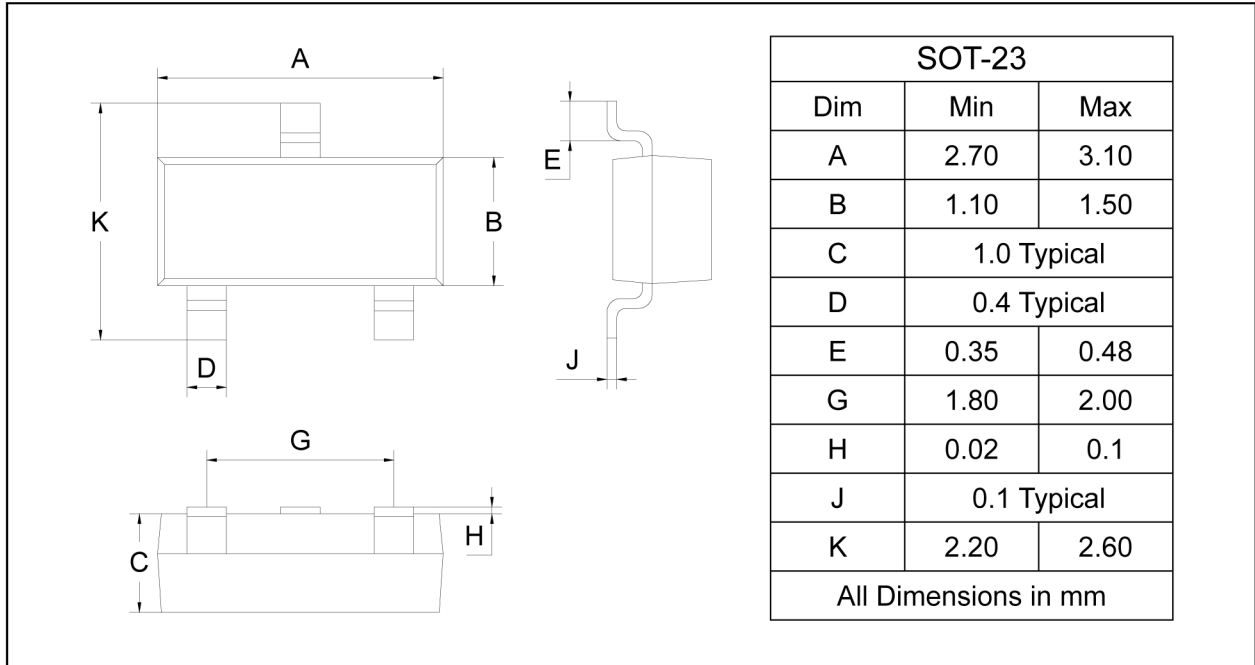 A
K
B
D
E
J
G
C
H
SOT-23
Dim Min Max
A 2.70 3.10
B 1.10 1.50
C 1.0 Typical
D 0.4 Typical
E 0.35 0.48
G 1.80 2.00
H 0.02 0.1
J 0.1 Typical
K 2.20 2.60
All Dimensions in mm